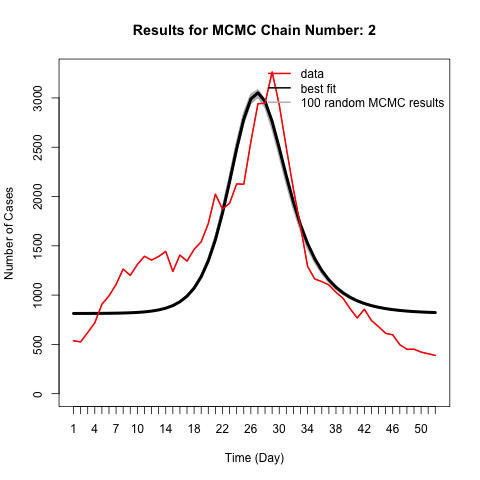 Results for MCMC Chain Number: 2
data
best fit
100 random MCMC results
Number of Cases
3000
2500
2000
1500
1000
500
0
1 4 7 10 14 18 22 26 30 34 38 42 46 50
Time (Day)